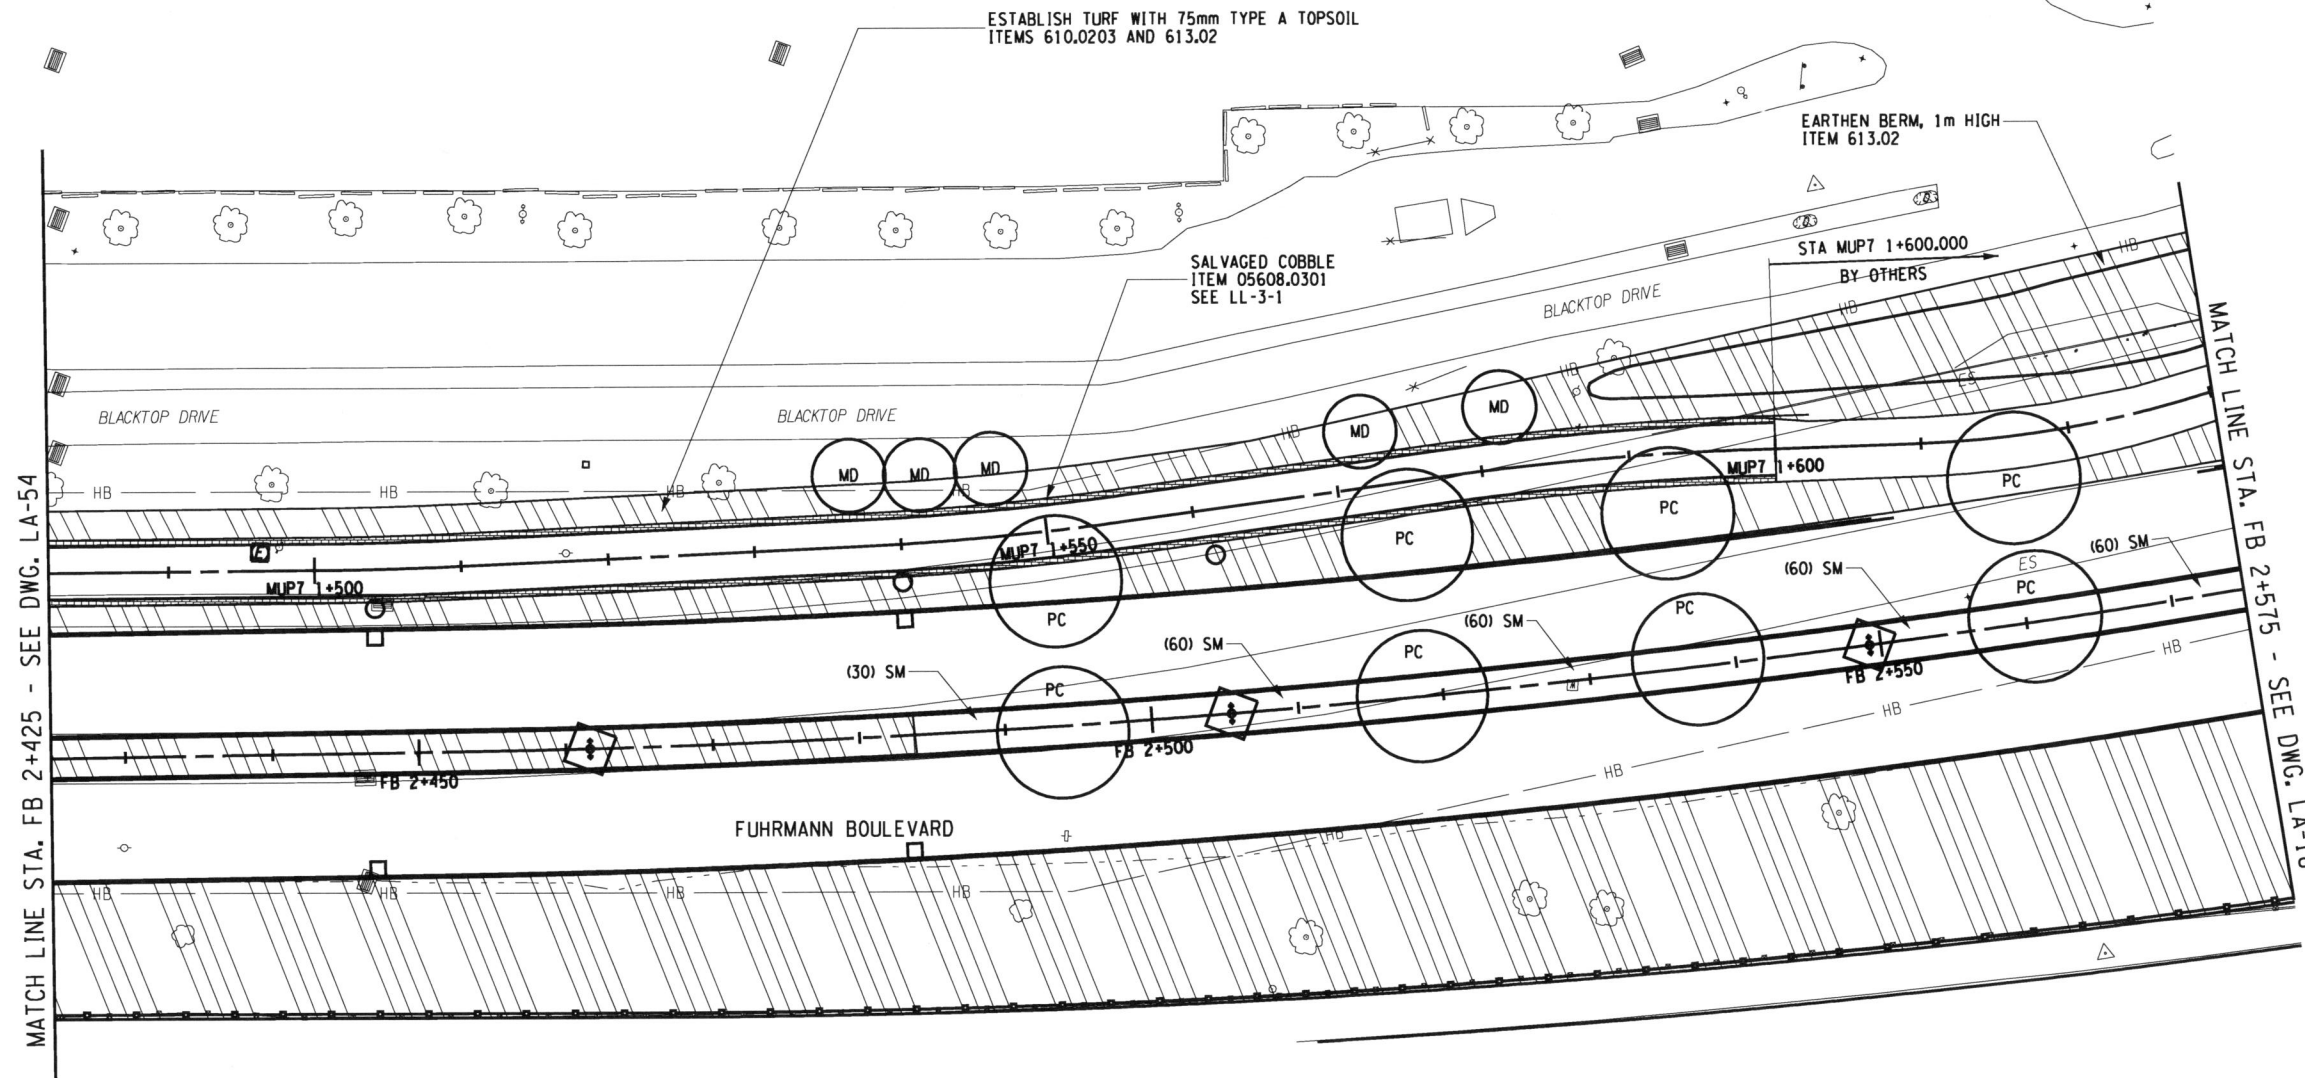 ESTABLISH TURF WITH 75mm TYPE A TOPSOIL
ITEMS 610.0203 AND 613.02
EARTHEN BERM, 1m HIGH
ITEM 613.02
SALVAGED COBBLE
ITEM 05608.0301
SEE LL-3-1
STA MUP7 1+600.000
BY OTHERS
HB
BLACKTOP DRIVE
HB
HB
ES
BLACKTOP DRIVE
BLACKTOP DRIVE
MD
MD
HB
MD
MD
MD
HB
HB
HB
HB
MUP7 1+600
PC
PC
PC
E
MUP7 1+500
MUP7 1+550
PC
(60) SM
ES
PC
(60) SM
PC
(60) SM
PC
(60) SM
(30) SM
PC
FB 2+450
FB 2+500
FB 2+550
HB
HB
HB
HB
FUHRMANN BOULEVARD
HB
HB
HB
HB
MATCH LINE STA. FB 2+425 - SEE DWG. LA-54
MATCH LINE STA. FB 2+575 - SEE DWG.